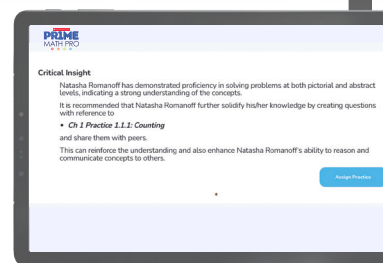 PR1ME
MATH PRO
Critical Insight
Natasha Romanoff has demonstrated proficiency in solving problems at both pictorial and abstract
levels, indicating a strong understanding of the concepts.
It is recommended that Natasha Romanoff further solidify his/her knowledge by creating questions
with reference to
• Ch 1 Practice 1.1.1: Counting
and share them with peers.
This can reinforce the understanding and also enhance Natasha Romanoff's ability to reason and
communicate concepts to others.
Assign Practice